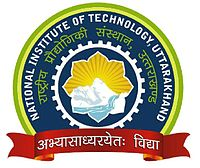 NATIONAL INSTITUTE OF TECHNOLOGY, UTTARAKHAND
राष्ट्रीय प्रौद्योगिकी संस्थान, उत्तराखण्ड
अभ्यासाध्यरयेतः विद्या